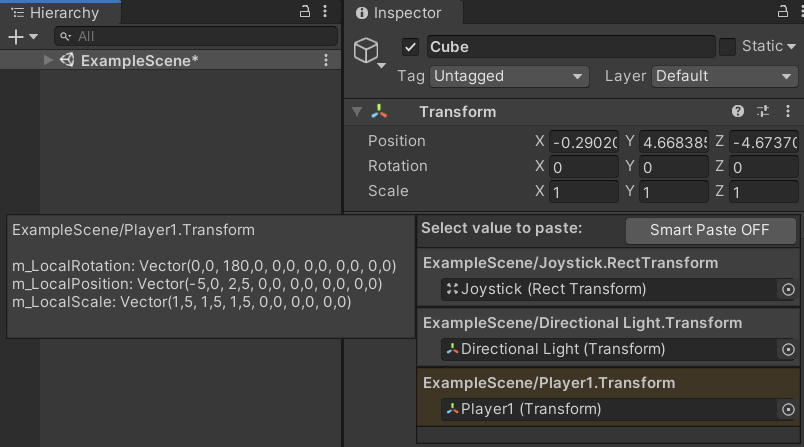 Hierarchy
All
ExampleScene*
Inspector
Cube
Static
Tag Untagged Layer Default
Transform
Position X -0.29020 Y 4.668385 Z -4.67370
Rotation X 0 Y 0 Z 0
Scale X 1 Y 1 Z 1
ExampleScene/Player1.Transform
m_LocalRotation: Vector(0,0, 180,0, 0,0, 0,0, 0,0, 0,0)
m_LocalPosition: Vector(-5,0, 2,5, 0,0, 0,0, 0,0, 0,0)
m_LocalScale: Vector(1,5, 1,5, 1,5, 0,0, 0,0, 0,0)
Select value to paste: Smart Paste OFF
ExampleScene/Joystick.RectTransform
Joystick (Rect Transform)
ExampleScene/Directional Light.Transform
Directional Light (Transform)
ExampleScene/Player1.Transform
Player1 (Transform)